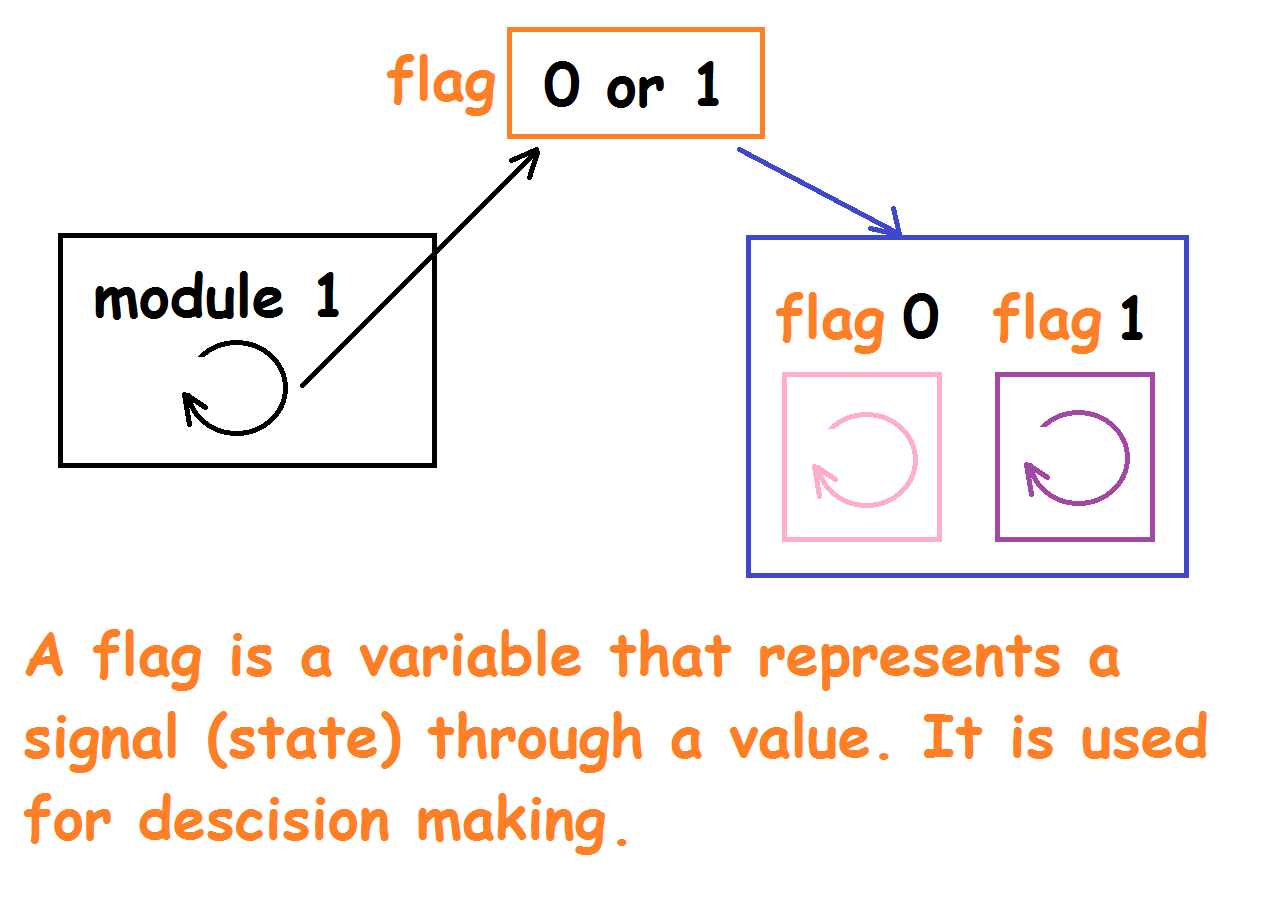 flag 0 or 1
module 1
flag 0 flag 1
A flag is a variable that represents a
signal (state) through a value. It is used
for descision making.